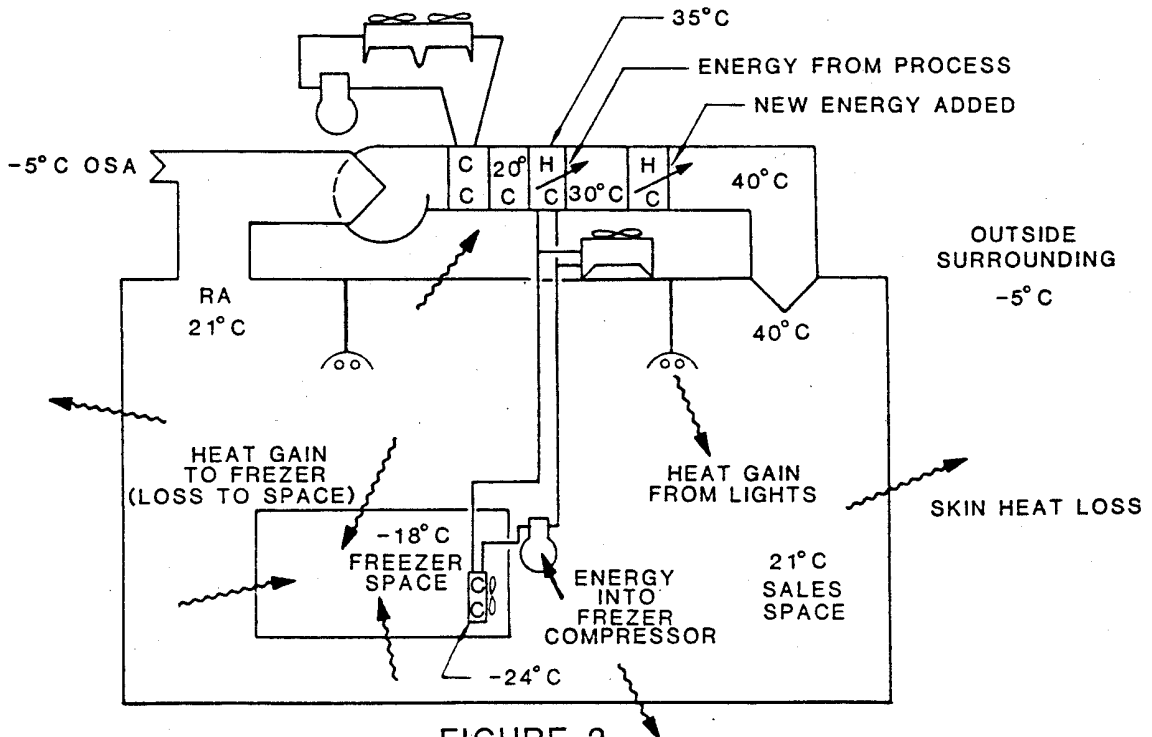 35°C
ENERGY FROM PROCESS
NEW ENERGY ADDED
-5°C OSA
C
C
20°
C
H
C
30°C
H
C
40°C
OUTSIDE
SURROUNDING
-5°C
RA
21°C
40°C
HEAT GAIN
TO FREZER
(LOSS TO SPACE)
HEAT GAIN
FROM LIGHTS
SKIN HEAT LOSS
-18°C
FREEZER
SPACE
C
C
ENERGY
INTO
FREZER
COMPRESSOR
21°C
SALES
SPACE
-24°C
FIGURE 2